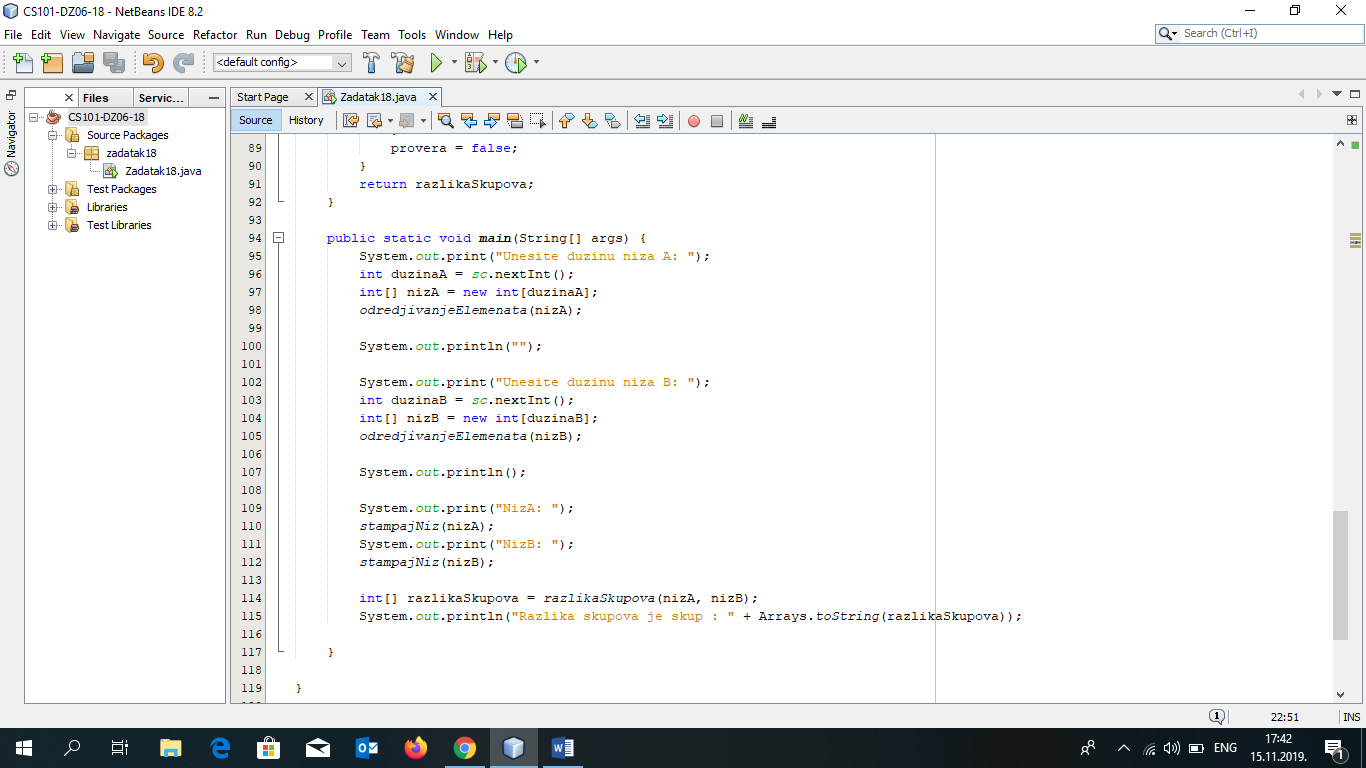 CS101-DZ06-18 - NetBeans IDE 8.2
File Edit View Navigate Source Refactor Run Debug Profile Team Tools Window Help
Search (Ctrl+I)
<default config>
Files Servic...
Start Page Zadatak18.java
Navigator
CS101-DZ06-18
Source Packages
zadatak18
Zadatak18.java
Test Packages
Libraries
Test Libraries
Source History
89 provera = false;
90 }
91 return razlikaSkupova;
92 }
93
94 public static void main(String[] args) {
95 System.out.print("Unesite duzinu niza A: ");
96 int duzinaA = sc.nextInt();
97 int[] nizA = new int[duzinaA];
98 odredjivanjeElemenata(nizA);
99
100 System.out.println("");
101
102 System.out.print("Unesite duzinu niza B: ");
103 int duzinaB = sc.nextInt();
104 int[] nizB = new int[duzinaB];
105 odredjivanjeElemenata(nizB);
106
107 System.out.println();
108
109 System.out.print("NizA: ");
110 stampajNiz(nizA);
111 System.out.print("NizB: ");
112 stampajNiz(nizB);
113
114 int[] razlikaSkupova = razlikaSkupova(nizA, nizB);
115 System.out.println("Razlika skupova je skup : " + Arrays.toString(razlikaSkupova));
116
117 }
118
119 }
1 22:51 INS
ENG 17:42
15.11.2019. 1